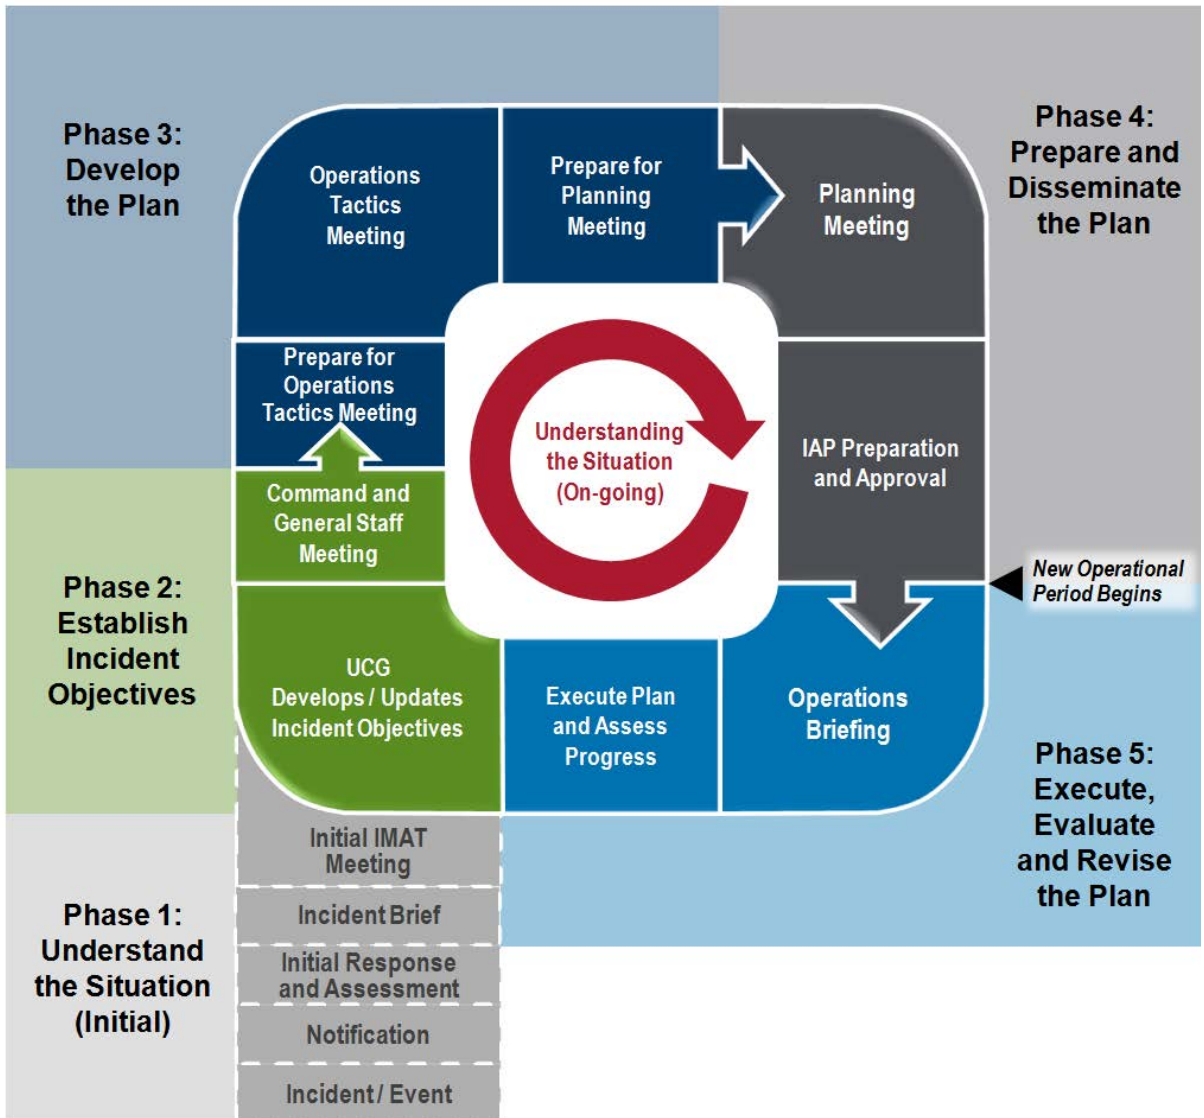 Phase 3:
Develop
the Plan
Operations
Tactics
Meeting
Prepare for
Planning
Meeting
Planning
Meeting
Phase 4:
Prepare and
Disseminate
the Plan
Prepare for
Operations
Tactics Meeting
Understanding
the Situation
(On-going)
IAP Preparation
and Approval
Command and
General Staff
Meeting
New Operational
Period Begins
Phase 2:
Establish
Incident
Objectives
UCG
Develops / Updates
Incident Objectives
Execute Plan
and Assess
Progress
Operations
Briefing
Phase 5:
Execute,
Evaluate
and Revise
the Plan
Phase 1:
Understand
the Situation
(Initial)
Initial IMAT
Meeting
Incident Brief
Initial Response
and Assessment
Notification
Incident / Event